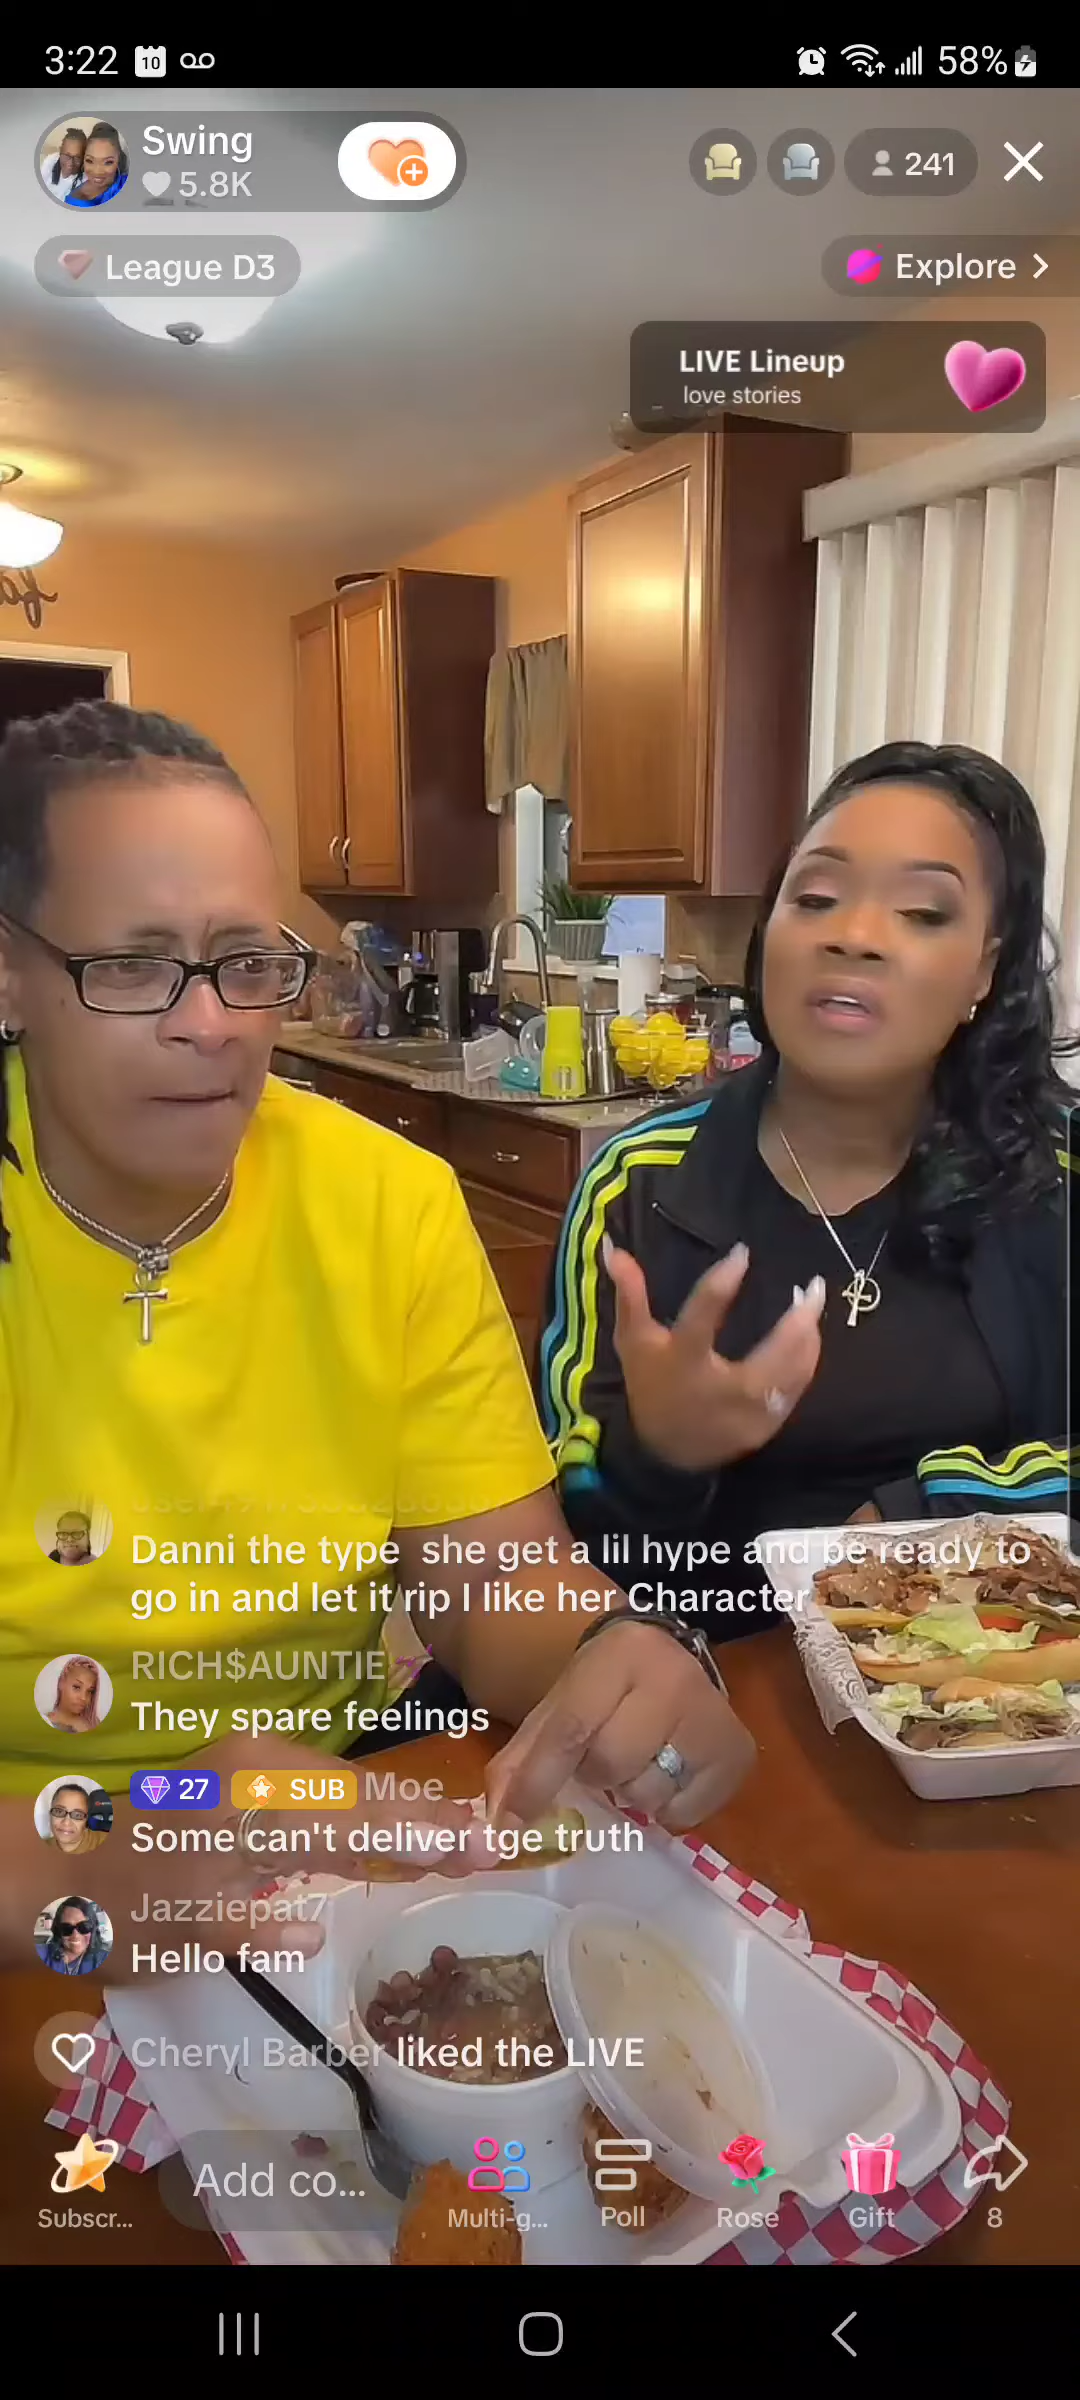 3:22
10
58%
Swing
5.8K
241
League D3
Explore
LIVE Lineup
love stories
Danni the type she get a lil hype and be ready to
go in and let it rip I like her Character
RICH$AUNTIE
They spare feelings
27 SUB Moe
Some can't deliver tge truth
Jazziepat7
Hello fam
Cheryl Barber liked the LIVE
Add co...
Subscr...
Multi-g...
Poll
Rose
Gift
8